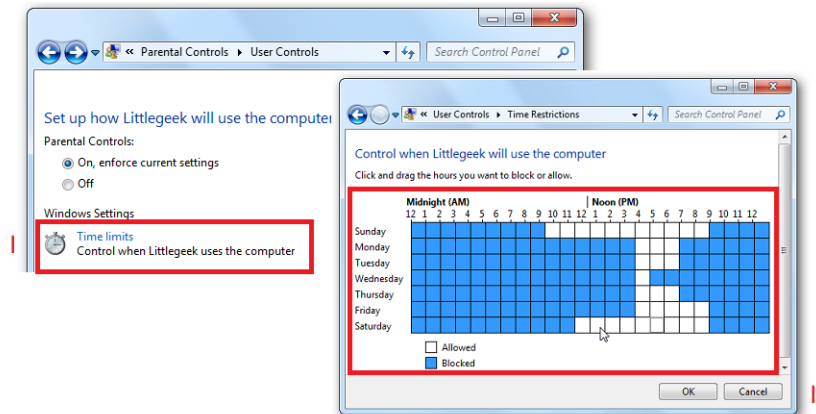 « Parental Controls ▸ User Controls
Search Control Panel
Set up how Littlegeek will use the computer
Parental Controls:
On, enforce current settings
Off
Windows Settings
Time limits
Control when Littlegeek uses the computer
« User Controls ▸ Time Restrictions
Search Control Panel
Control when Littlegeek will use the computer
Click and drag the hours you want to block or allow.
Midnight (AM) Noon (PM)
12 1 2 3 4 5 6 7 8 9 10 11 12 1 2 3 4 5 6 7 8 9 10 11 12
Sunday
Monday
Tuesday
Wednesday
Thursday
Friday
Saturday
Allowed
Blocked
OK Cancel